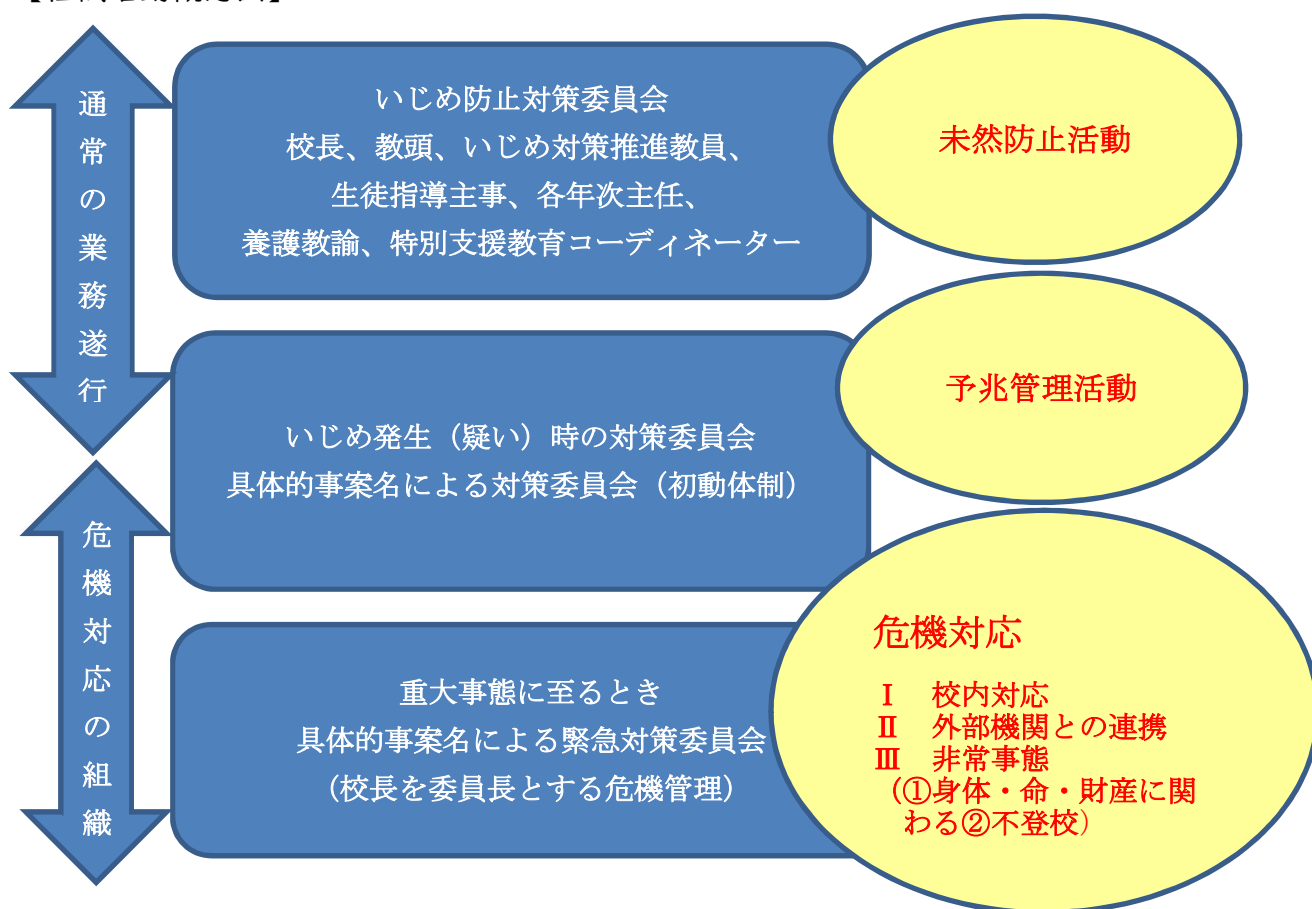 通常の業務遂行
いじめ防止対策委員会
校長、教頭、いじめ対策推進教員、
生徒指導主事、各年次主任、
養護教諭、特別支援教育コーディネーター
未然防止活動
いじめ発生（疑い）時の対策委員会
具体的事案名による対策委員会（初動体制）
予兆管理活動
危機対応の組織
重大事態に至るとき
具体的事案名による緊急対策委員会
（校長を委員長とする危機管理）
危機対応
Ⅰ　校内対応
Ⅱ　外部機関との連携
Ⅲ　非常事態
（①身体・命・財産に関
わる②不登校）